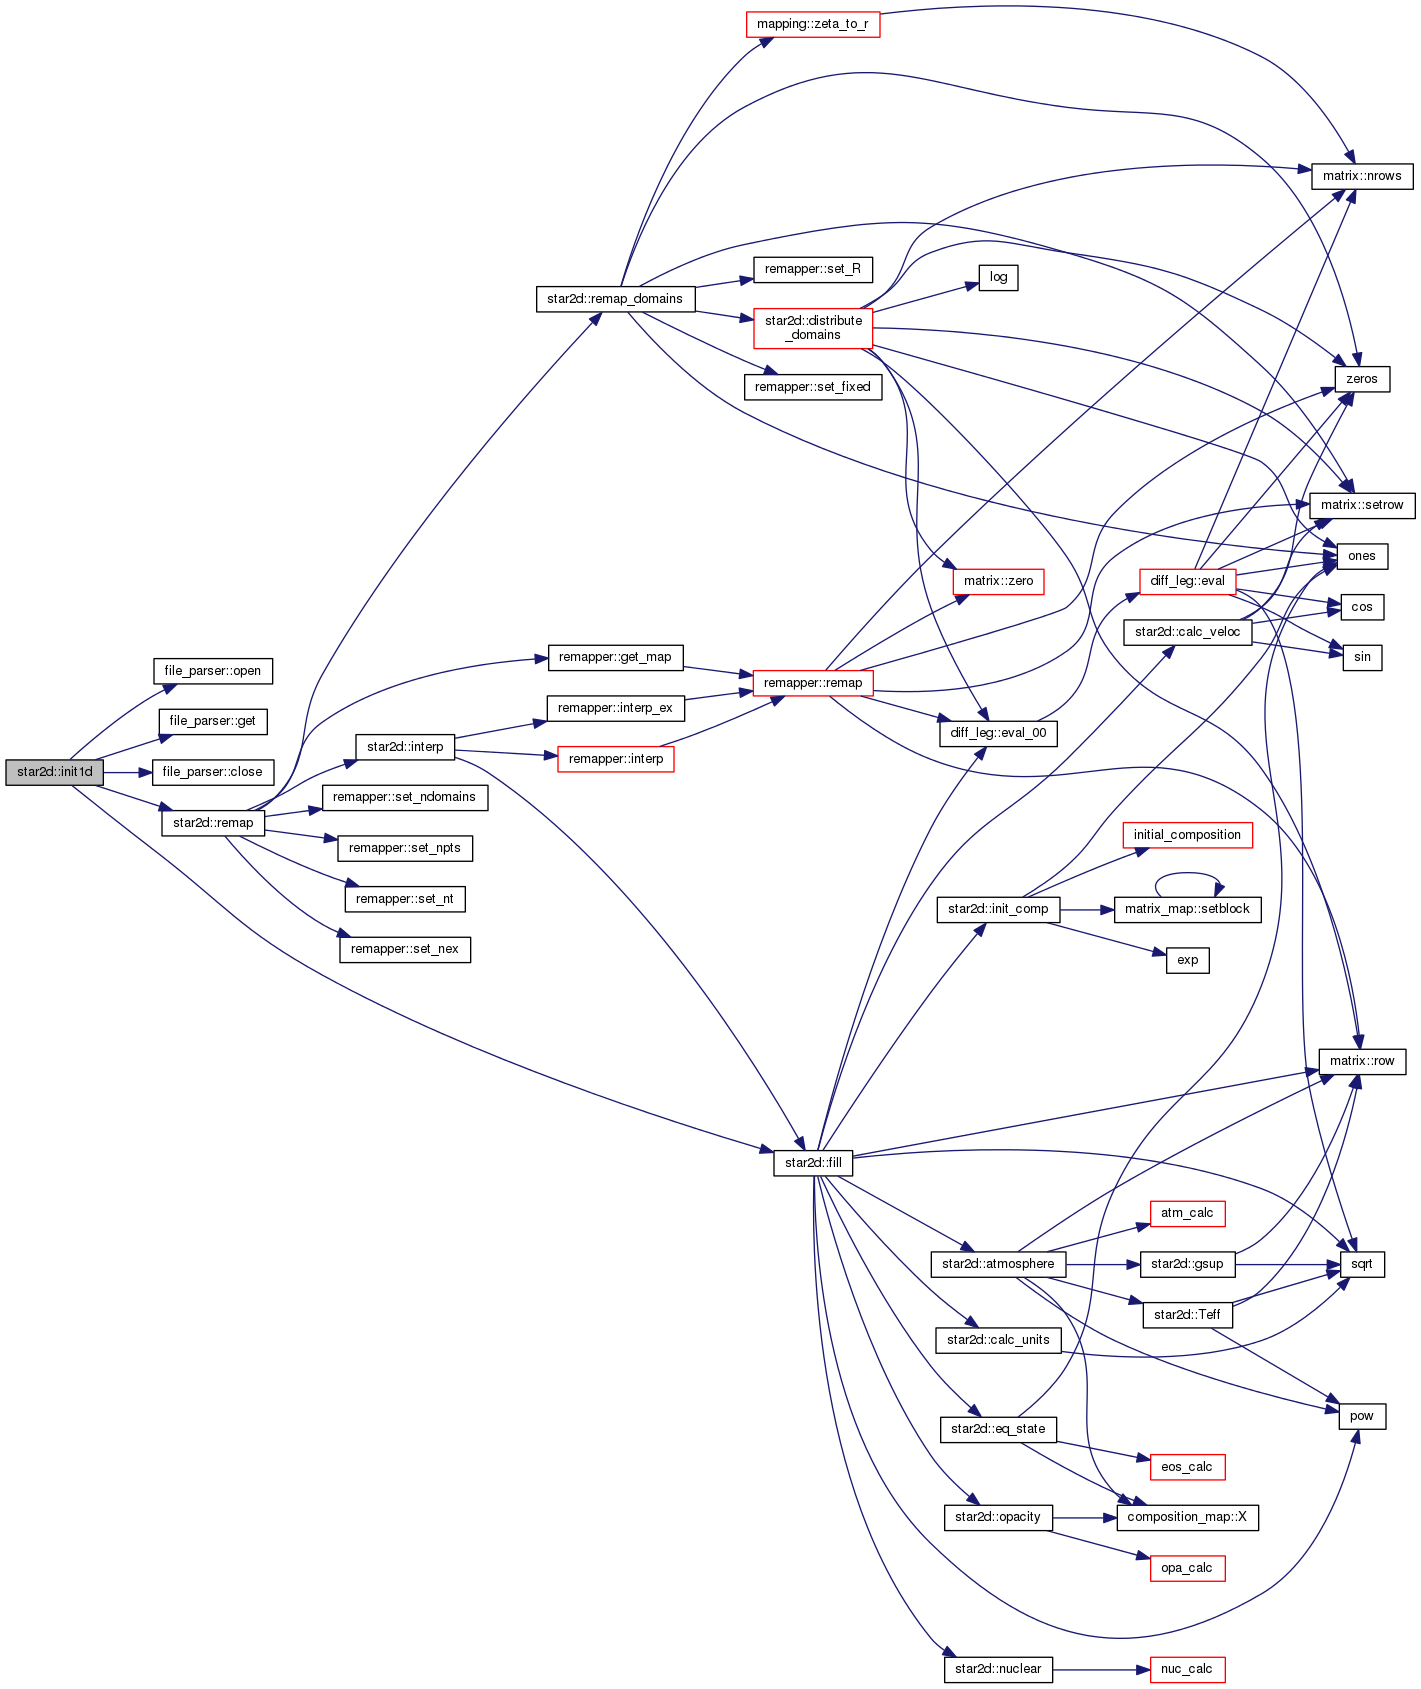 mapping::zeta_to_r
matrix::nrows
remapper::set_R
log
star2d::remap_domains
star2d::distribute
_domains
zeros
remapper::set_fixed
matrix::setrow
ones
matrix::zero
diff_leg::eval
cos
star2d::calc_veloc
sin
remapper::get_map
file_parser::open
remapper::remap
remapper::interp_ex
file_parser::get
diff_leg::eval_00
star2d::interp
remapper::interp
star2d::init1d
file_parser::close
remapper::set_ndomains
star2d::remap
initial_composition
remapper::set_npts
remapper::set_nt
star2d::init_comp
matrix_map::setblock
remapper::set_nex
exp
matrix::row
star2d::fill
atm_calc
star2d::atmosphere
star2d::gsup
sqrt
star2d::Teff
star2d::calc_units
pow
star2d::eq_state
eos_calc
star2d::opacity
composition_map::X
opa_calc
star2d::nuclear
nuc_calc